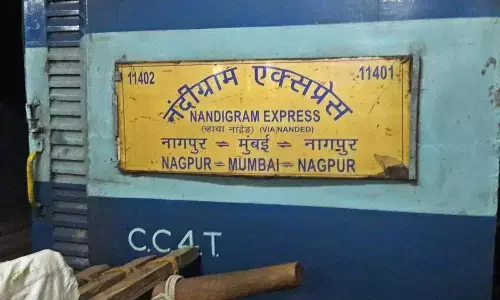 11402 11401
नंदीग्राम एक्सप्रेस
NANDIGRAM EXPRESS
(व्हाया नांदेड) (VIA NANDED)
नागपुर ⇌ मुंबई ⇌ नागपुर
NAGPUR ⇌ MUMBAI ⇌ NAGPUR
C.C.4.T.